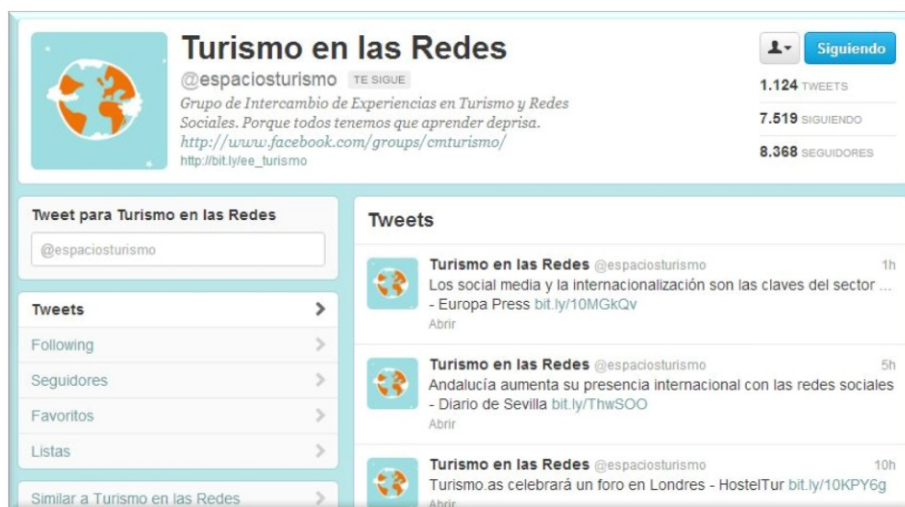 Turismo en las Redes
@espaciosturismo TE SIGUE
Grupo de Intercambio de Experiencias en Turismo y Redes
Sociales. Porque todos tenemos que aprender deprisa.
http://www.facebook.com/groups/cmturismo/
http://bit.ly/ee_turismo
Siguiendo
1.124 TWEETS
7.519 SIGUIENDO
8.368 SEGUIDORES
Tweet para Turismo en las Redes
@espaciosturismo
Tweets
Following
Seguidores
Favoritos
Listas
Similar a Turismo en las Redes
Tweets
Turismo en las Redes @espaciosturismo 1h
Los social media y la internacionalización son las claves del sector ...
- Europa Press bit.ly/10MGkQv
Abrir
Turismo en las Redes @espaciosturismo 5h
Andalucía aumenta su presencia internacional con las redes sociales
- Diario de Sevilla bit.ly/ThwSOO
Abrir
Turismo en las Redes @espaciosturismo 10h
Turismo.as celebrará un foro en Londres - HostelTur bit.ly/10KPY6g
Abrir